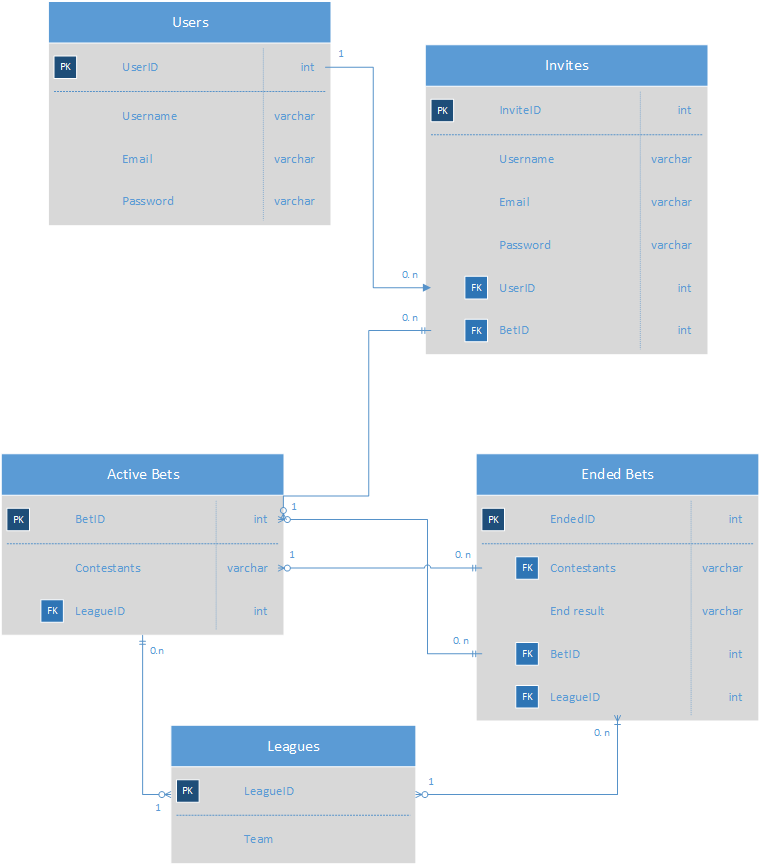 Users
PK UserID int
Username varchar
Email varchar
Password varchar
1
Invites
PK InviteID int
Username varchar
Email varchar
Password varchar
0. n
FK UserID int
0. n
FK BetID int
Active Bets
PK BetID int
Contestants varchar
FK LeagueID int
1
1
0.n
Ended Bets
PK EndedID int
0. n
FK Contestants varchar
End result varchar
0. n
FK BetID int
FK LeagueID int
0. n
Leagues
PK LeagueID
Team
1
1